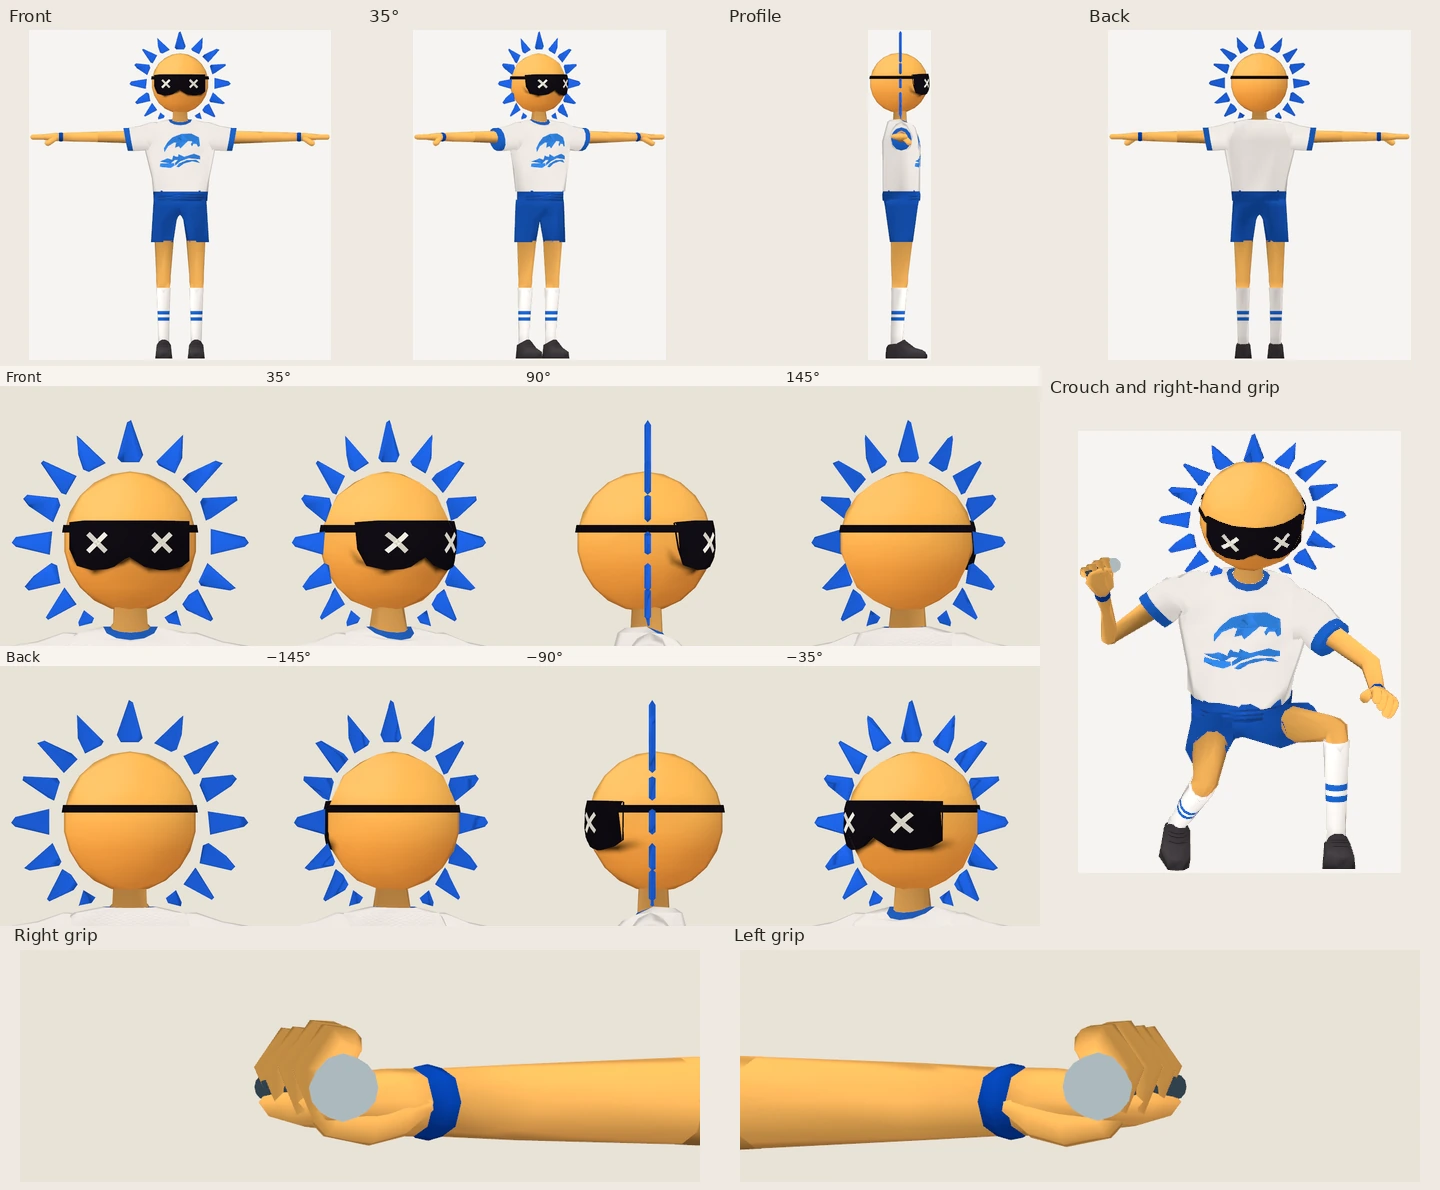 Front
35°
Profile
Back
Front
35°
90°
145°
Crouch and right-hand grip
Back
−145°
−90°
−35°
Right grip
Left grip